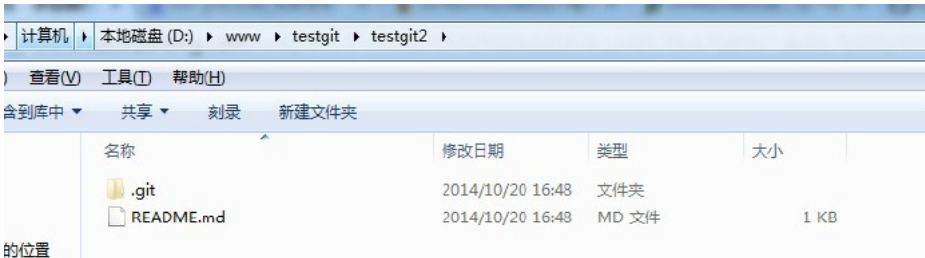 计算机 本地磁盘 (D:) www testgit testgit2
) 查看(V) 工具(T) 帮助(H)
含到库中 共享 刻录 新建文件夹
名称 修改日期 类型 大小
.git 2014/10/20 16:48 文件夹
README.md 2014/10/20 16:48 MD 文件 1 KB
的位置